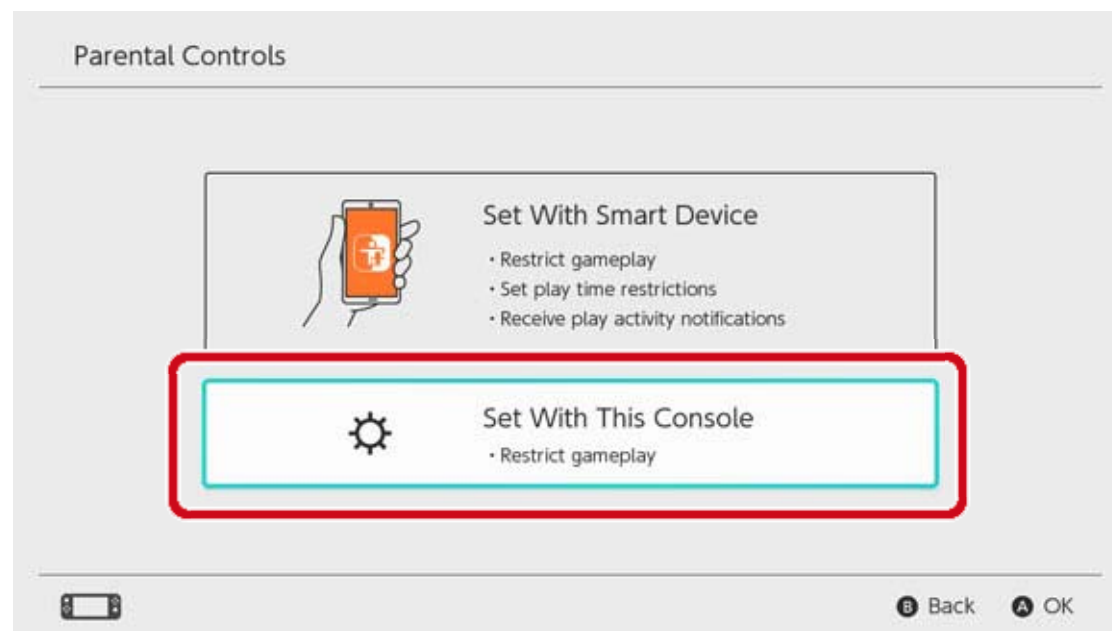 Parental Controls
Set With Smart Device
・Restrict gameplay
・Set play time restrictions
・Receive play activity notifications
Set With This Console
・Restrict gameplay
B Back A OK